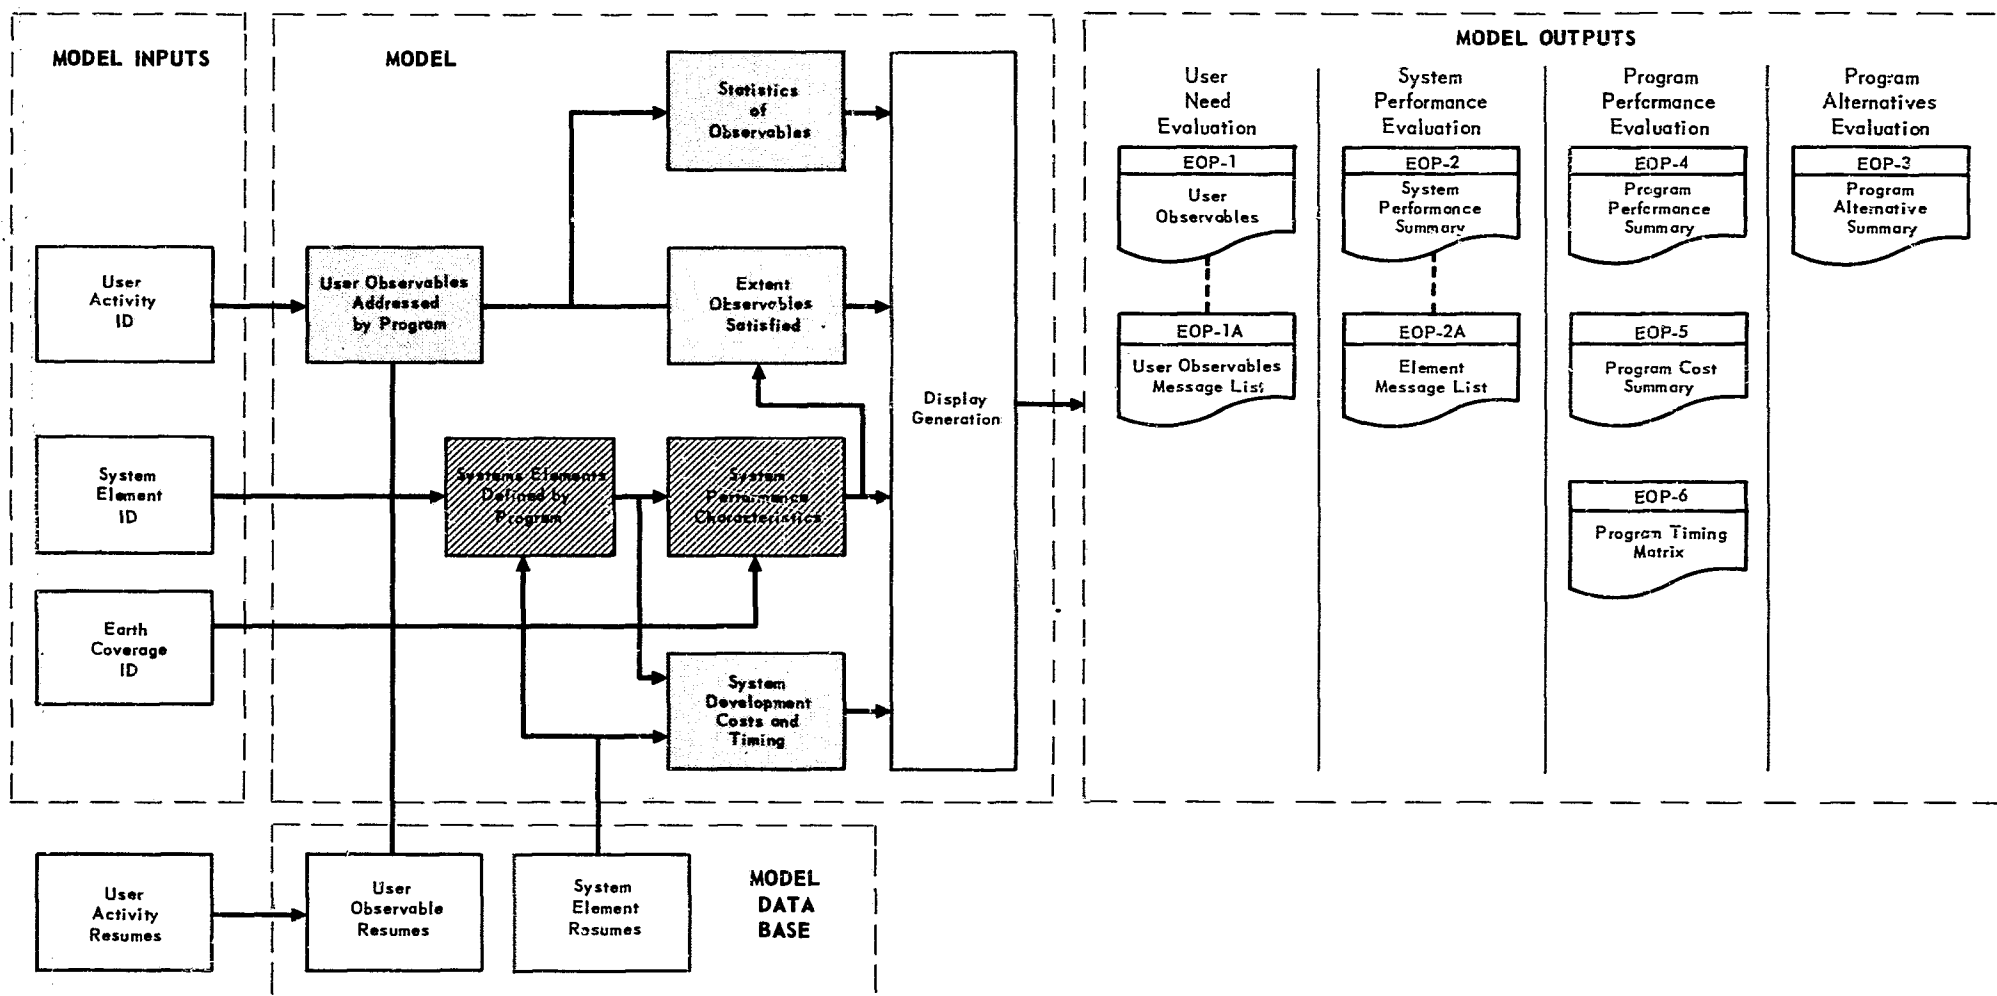 MODEL INPUTS
User
Activity
ID
System
Element
ID
Earth
Coverage
ID
User
Activity
Resumes
MODEL
Statistics
of
Observables
User Observables
Addressed
by Program
Extent
Observables
Satisfied
Systems Elements
Defined by
Program
System
Performance
Characteristics
System
Development
Costs and
Timing
Display
Generation
User
Observable
Resumes
System
Element
Resumes
MODEL
DATA
BASE
MODEL OUTPUTS
User
Need
Evaluation
EOP-1
User
Observables
EOP-1A
User Observables
Message List
System
Performance
Evaluation
EOP-2
System
Performance
Summary
EOP-2A
Element
Message List
Program
Performance
Evaluation
EOP-4
Program
Performance
Summary
EOP-5
Program Cost
Summary
EOP-6
Program Timing
Matrix
Program
Alternatives
Evaluation
EOP-3
Program
Alternative
Summary